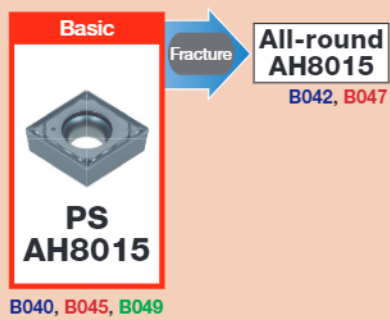 Basic
PS
AH8015
B040, B045, B049
Fracture
All-round
AH8015
B042, B047